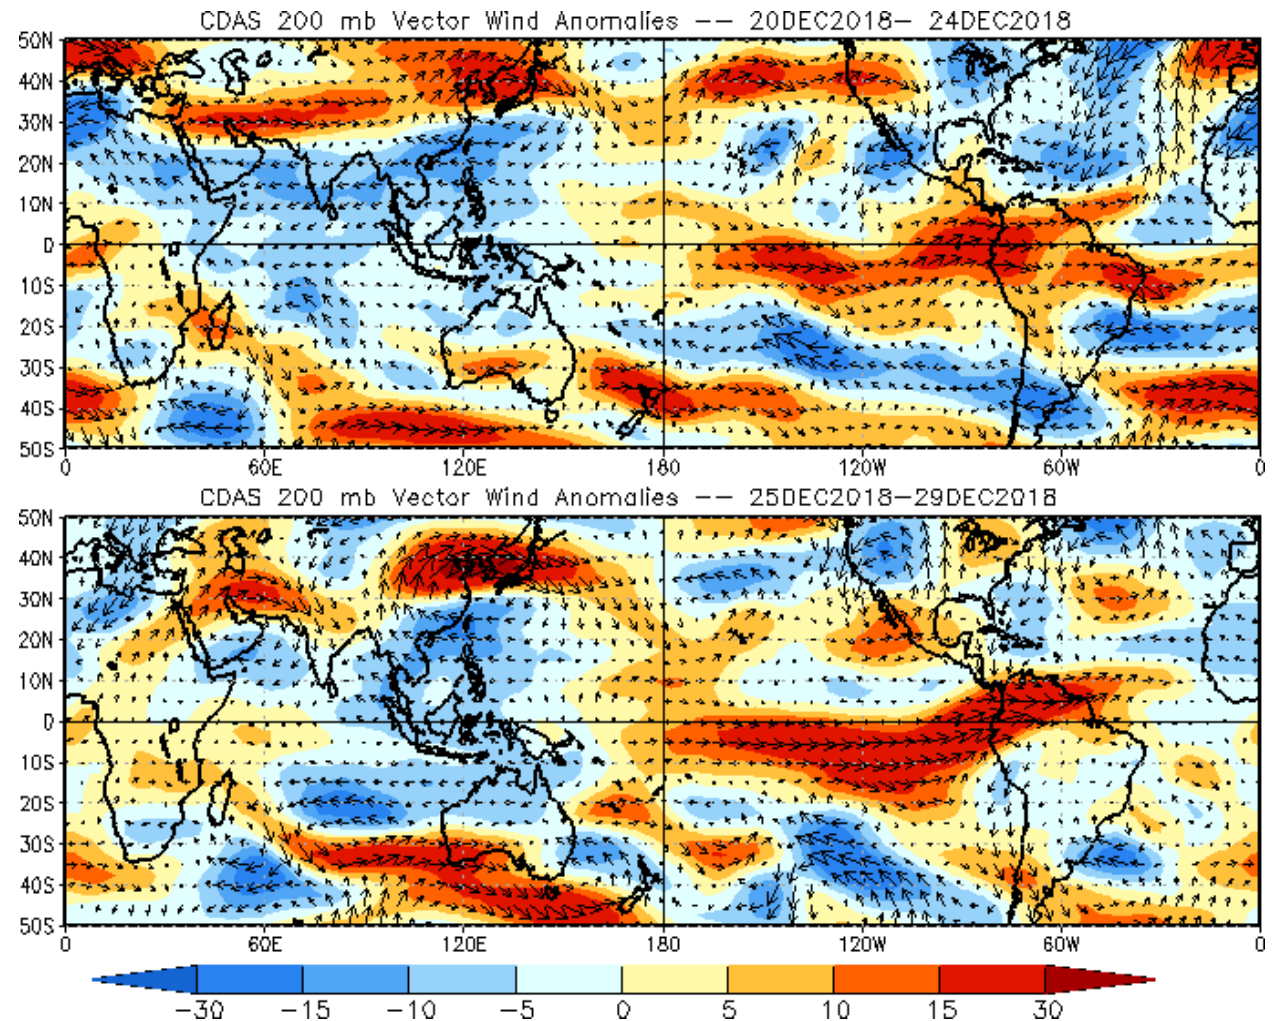 CDAS 200 mb Vector Wind Anomalies -- 20DEC2018- 24DEC2018
50N
40N
30N
20N
10N
0
10S
20S
30S
40S
50S
0 60E 120E 180 120W 60W 0
CDAS 200 mb Vector Wind Anomalies -- 25DEC2018-29DEC2018
50N
40N
30N
20N
10N
0
10S
20S
30S
40S
50S
0 60E 120E 180 120W 60W 0
-30 -15 -10 -5 0 5 10 15 30